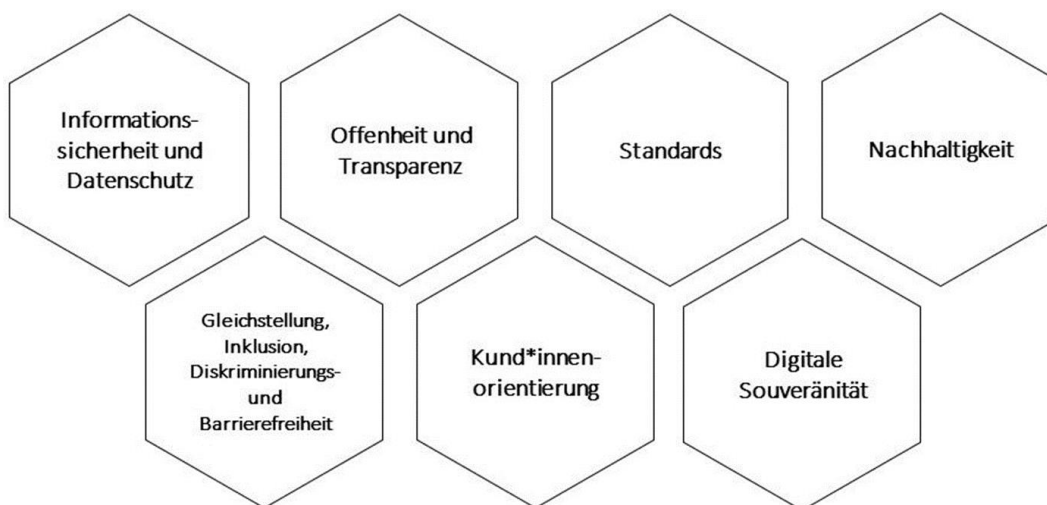 Informations-
sicherheit und
Datenschutz
Offenheit und
Transparenz
Standards
Nachhaltigkeit
Gleichstellung,
Inklusion,
Diskriminierungs-
und
Barrierefreiheit
Kund*innen-
orientierung
Digitale
Souveränität